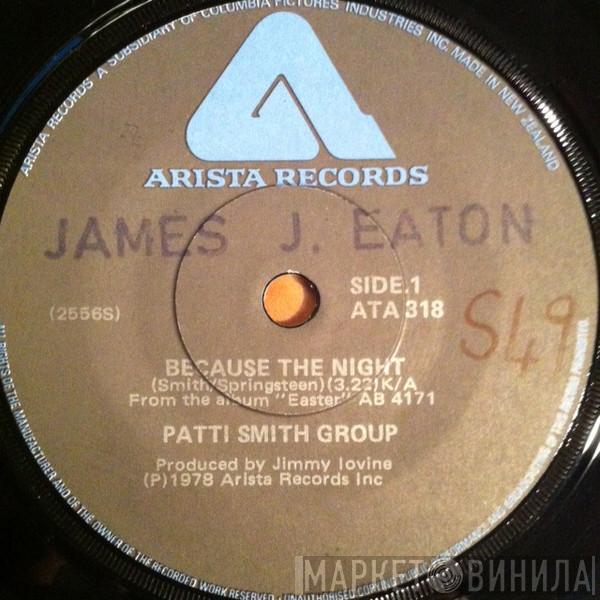 ARISTA RECORDS A SUBSIDIARY OF COLUMBIA PICTURES INDUSTRIES INC. MADE IN NEW ZEALAND
ARISTA RECORDS
JAMES J. EATON
SIDE.1
(2556S)
ATA 318
S49
BECAUSE THE NIGHT
(Smith/Springsteen)(3.22)K/A
From the album "Easter" AB 4171
PATTI SMITH GROUP
Produced by Jimmy Iovine
(P)1978 Arista Records Inc
ALL RIGHTS OF THE MANUFACTURER AND OF THE OWNER OF THE RECORDED WORK RESERVED
МАРКЕТ ВИНИЛА